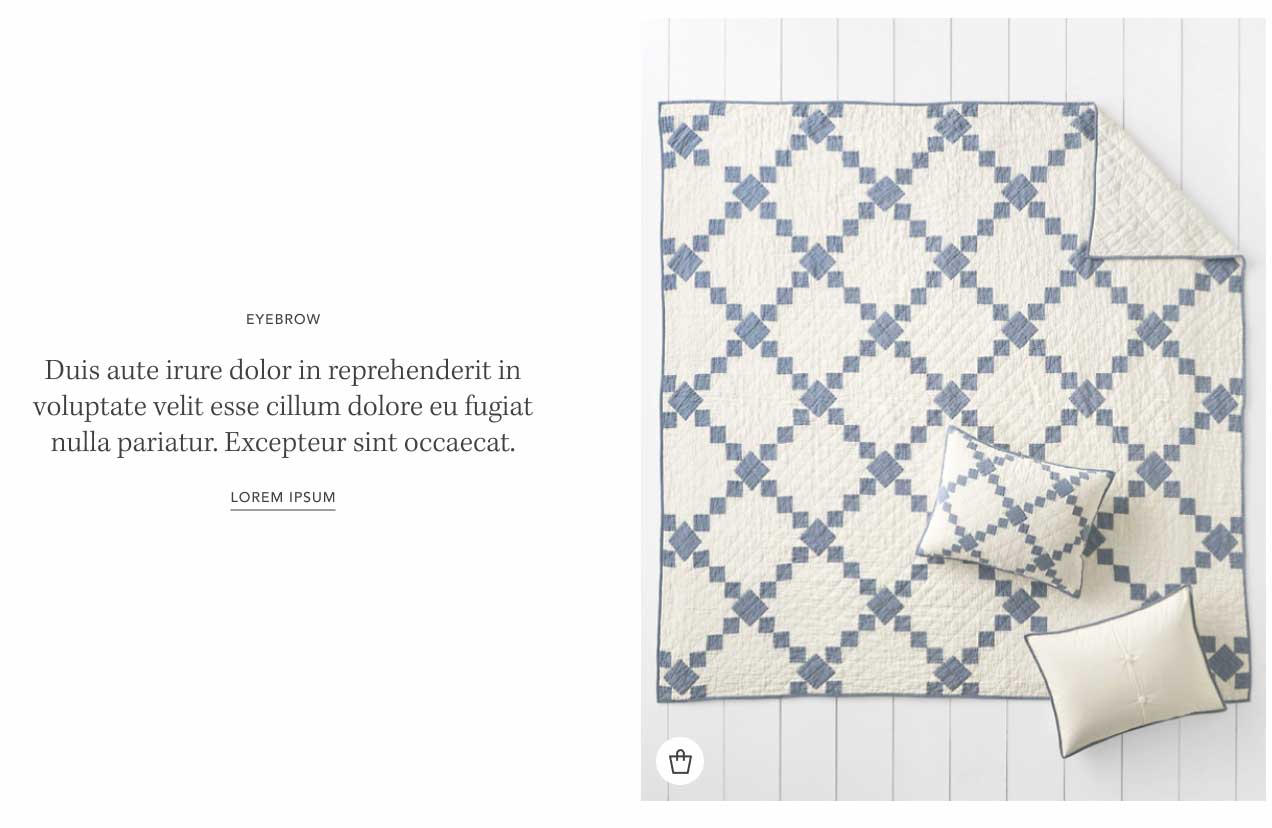 EYEBROW
Duis aute irure dolor in reprehenderit in
voluptate velit esse cillum dolore eu fugiat
nulla pariatur. Excepteur sint occaecat.
LOREM IPSUM